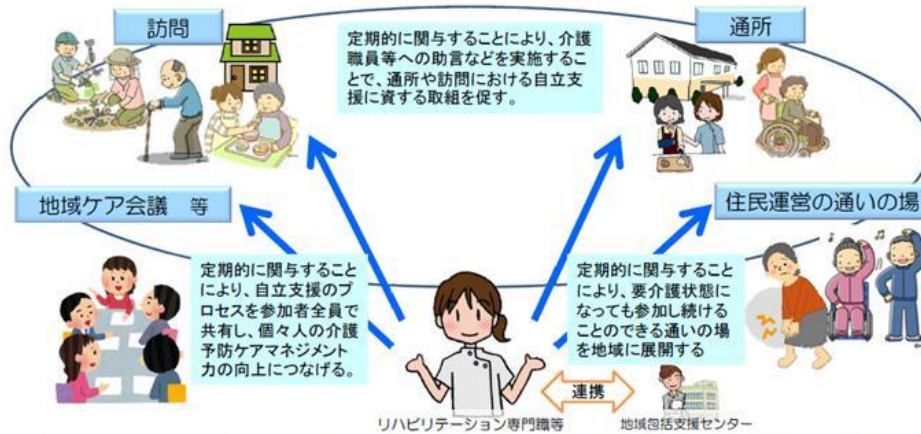 訪問
定期的に関与することにより、介護
職員等への助言などを実施するこ
とで、通所や訪問における自立支
援に資する取組を促す。
通所
地域ケア会議　等
住民運営の通いの場
定期的に関与すること
により、自立支援のプ
ロセスを参加者全員で
共有し、個々人の介護
予防ケアマネジメント
力の向上につなげる。
定期的に関与すること
により、要介護状態に
なっても参加し続ける
ことのできる通いの場
を地域に展開する
連携
リハビリテーション専門職等
地域包括支援センター